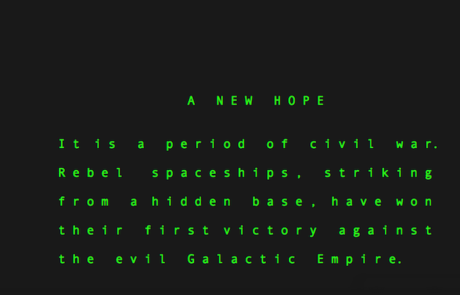 A NEW HOPE
It is a period of civil war.
Rebel spaceships, striking
from a hidden base, have won
their first victory against
the evil Galactic Empire.